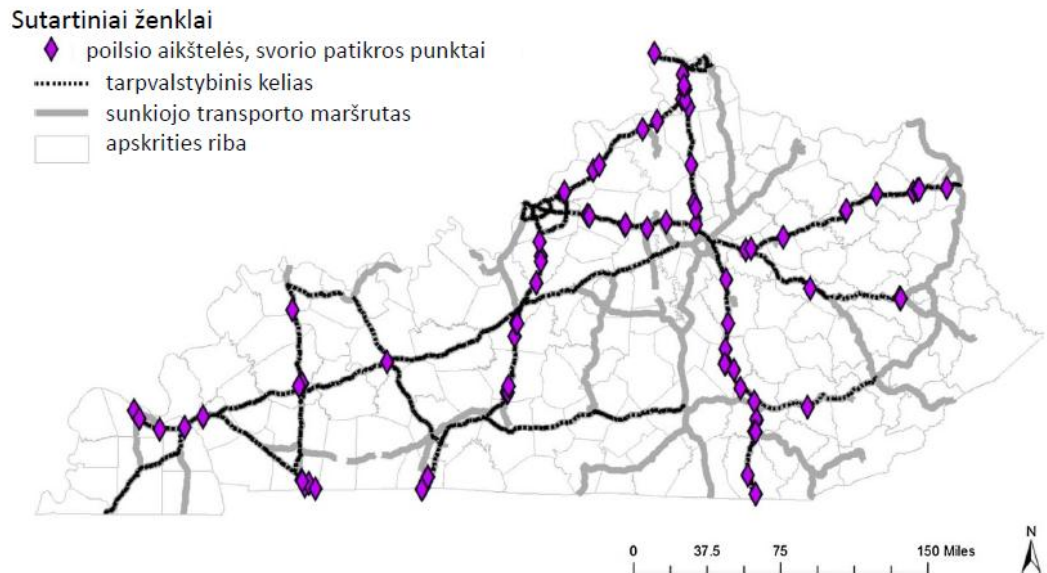 Sutartiniai ženklai
poilsio aikštelės, svorio patikros punktai
tarpvalstybinis kelias
sunkiojo transporto maršrutas
apskrities riba
N
0 37.5 75 150 Miles